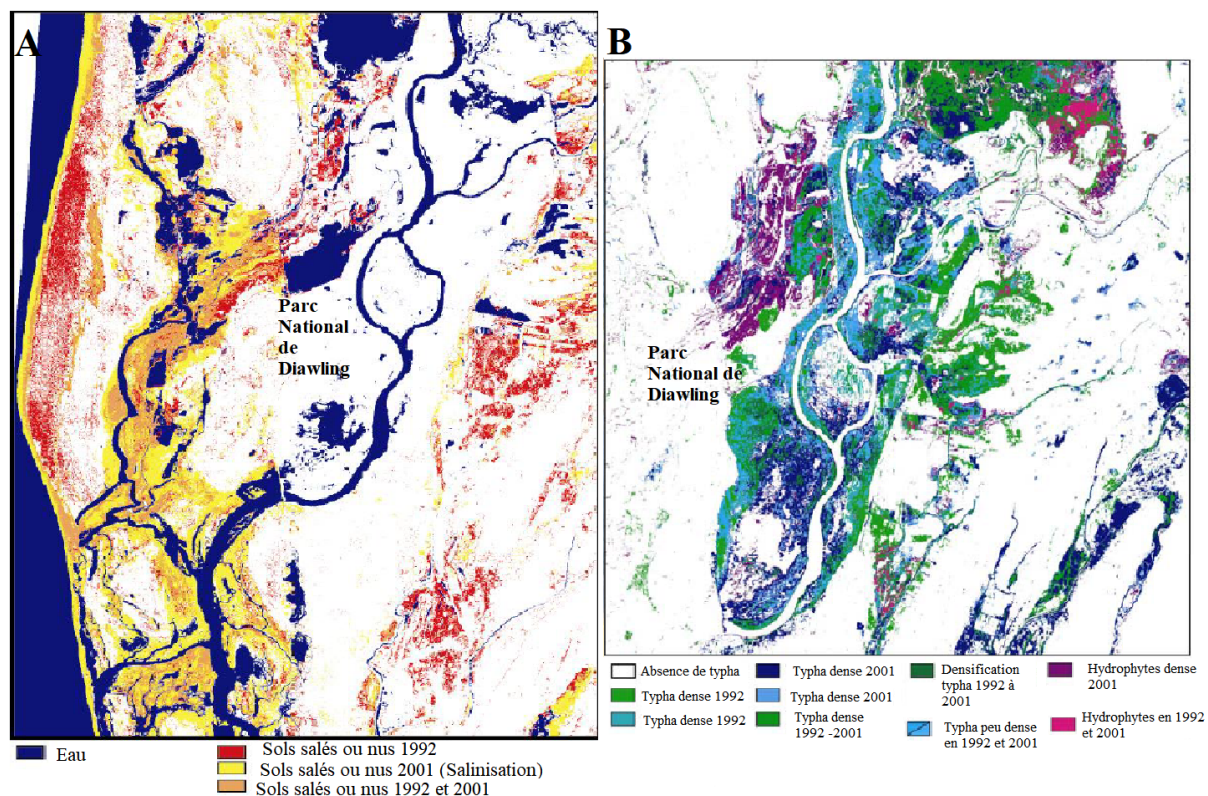 A
B
Parc
National
de
Diawling
Parc
National de
Diawling
Eau
Sols salés ou nus 1992
Sols salés ou nus 2001 (Salinisation)
Sols salés ou nus 1992 et 2001
Absence de typha
Typha dense 2001
Densification
typha 1992 à
2001
Hydrophytes dense
2001
Typha dense 1992
Typha dense 2001
Typha dense 1992
Typha dense
1992 -2001
Typha peu dense
en 1992 et 2001
Hydrophytes en 1992
et 2001